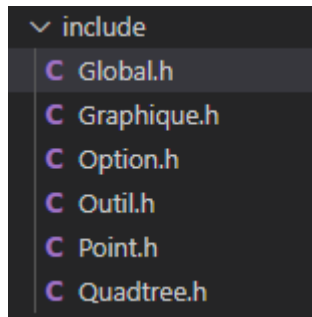 include
C Global.h
C Graphique.h
C Option.h
C Outil.h
C Point.h
C Quadtree.h